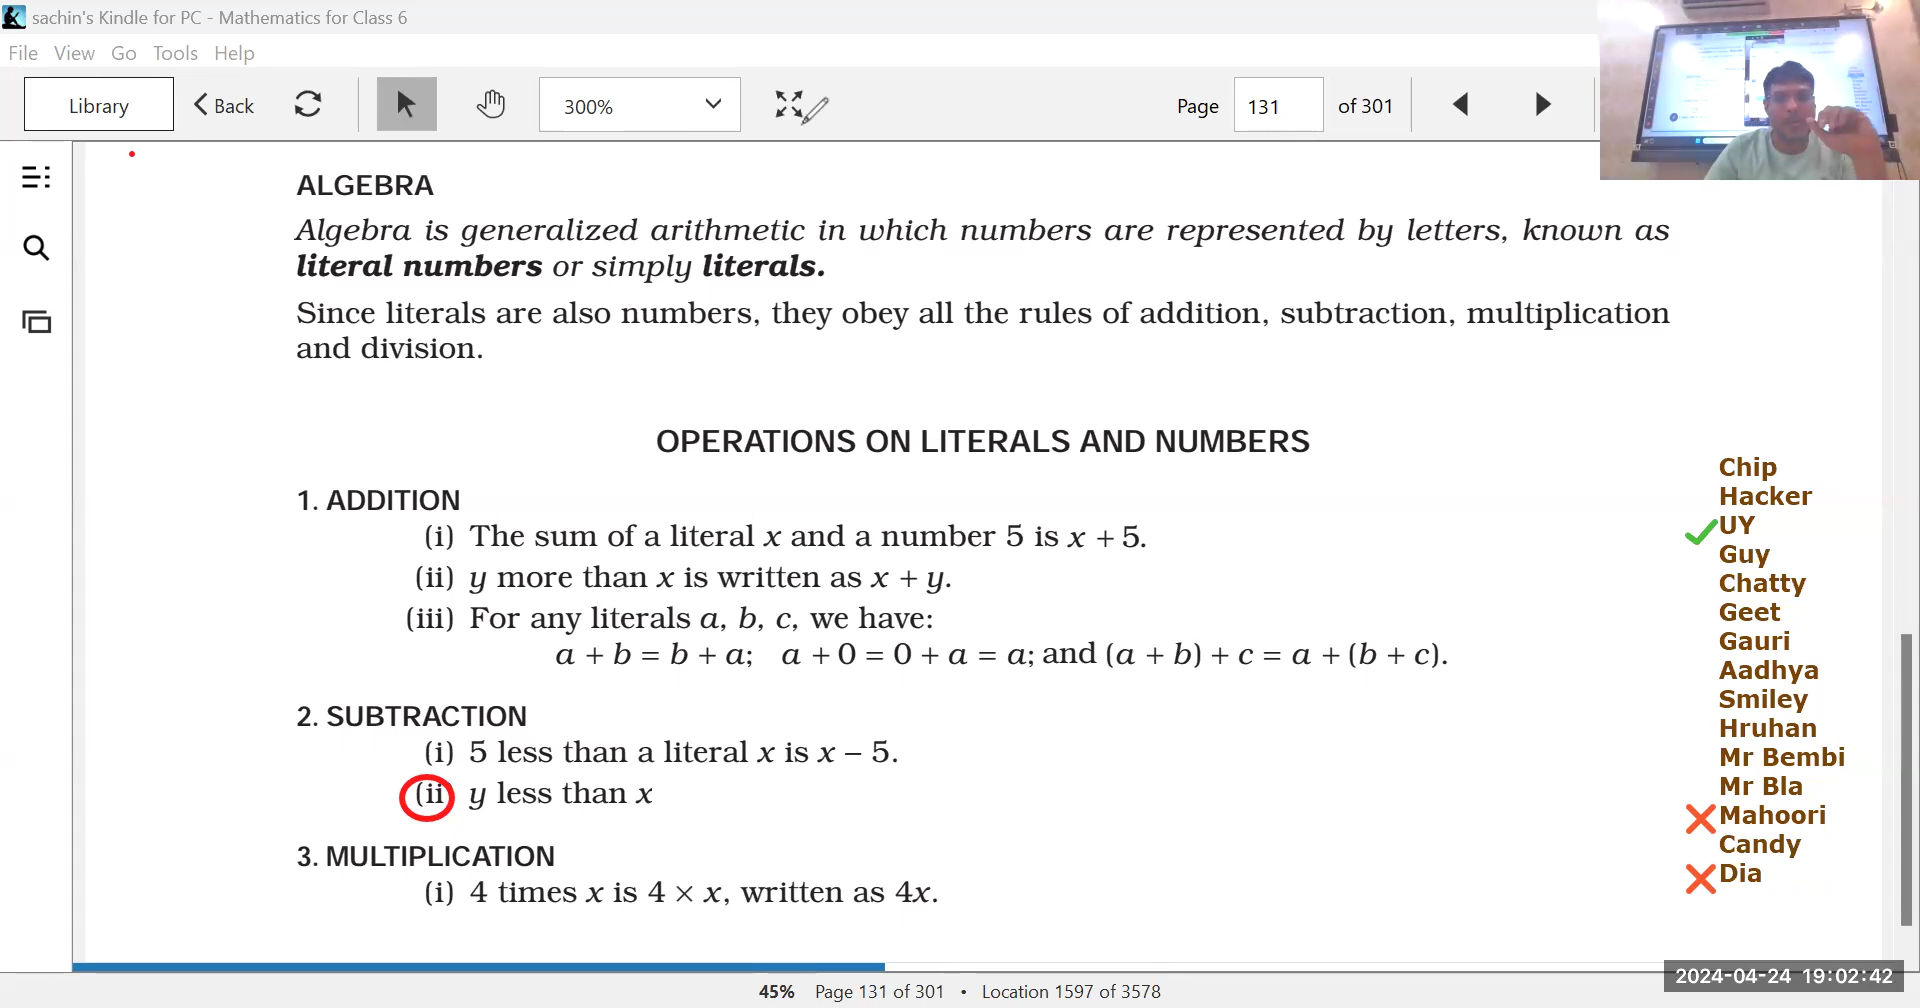 sachin's Kindle for PC - Mathematics for Class 6
File View Go Tools Help
Library Back 300% Page 131 of 301
ALGEBRA
Algebra is generalized arithmetic in which numbers are represented by letters, known as
literal numbers or simply literals.
Since literals are also numbers, they obey all the rules of addition, subtraction, multiplication
and division.
OPERATIONS ON LITERALS AND NUMBERS
1. ADDITION
(i) The sum of a literal x and a number 5 is x + 5.
(ii) y more than x is written as x + y.
(iii) For any literals a, b, c, we have:
a + b = b + a; a + 0 = 0 + a = a; and (a + b) + c = a + (b + c).
2. SUBTRACTION
(i) 5 less than a literal x is x – 5.
(ii) y less than x
3. MULTIPLICATION
(i) 4 times x is 4 × x, written as 4x.
Chip
Hacker
UY
Guy
Chatty
Geet
Gauri
Aadhya
Smiley
Hruhan
Mr Bembi
Mr Bla
Mahoori
Candy
Dia
2024-04-24 19:02:42
45% Page 131 of 301 • Location 1597 of 3578